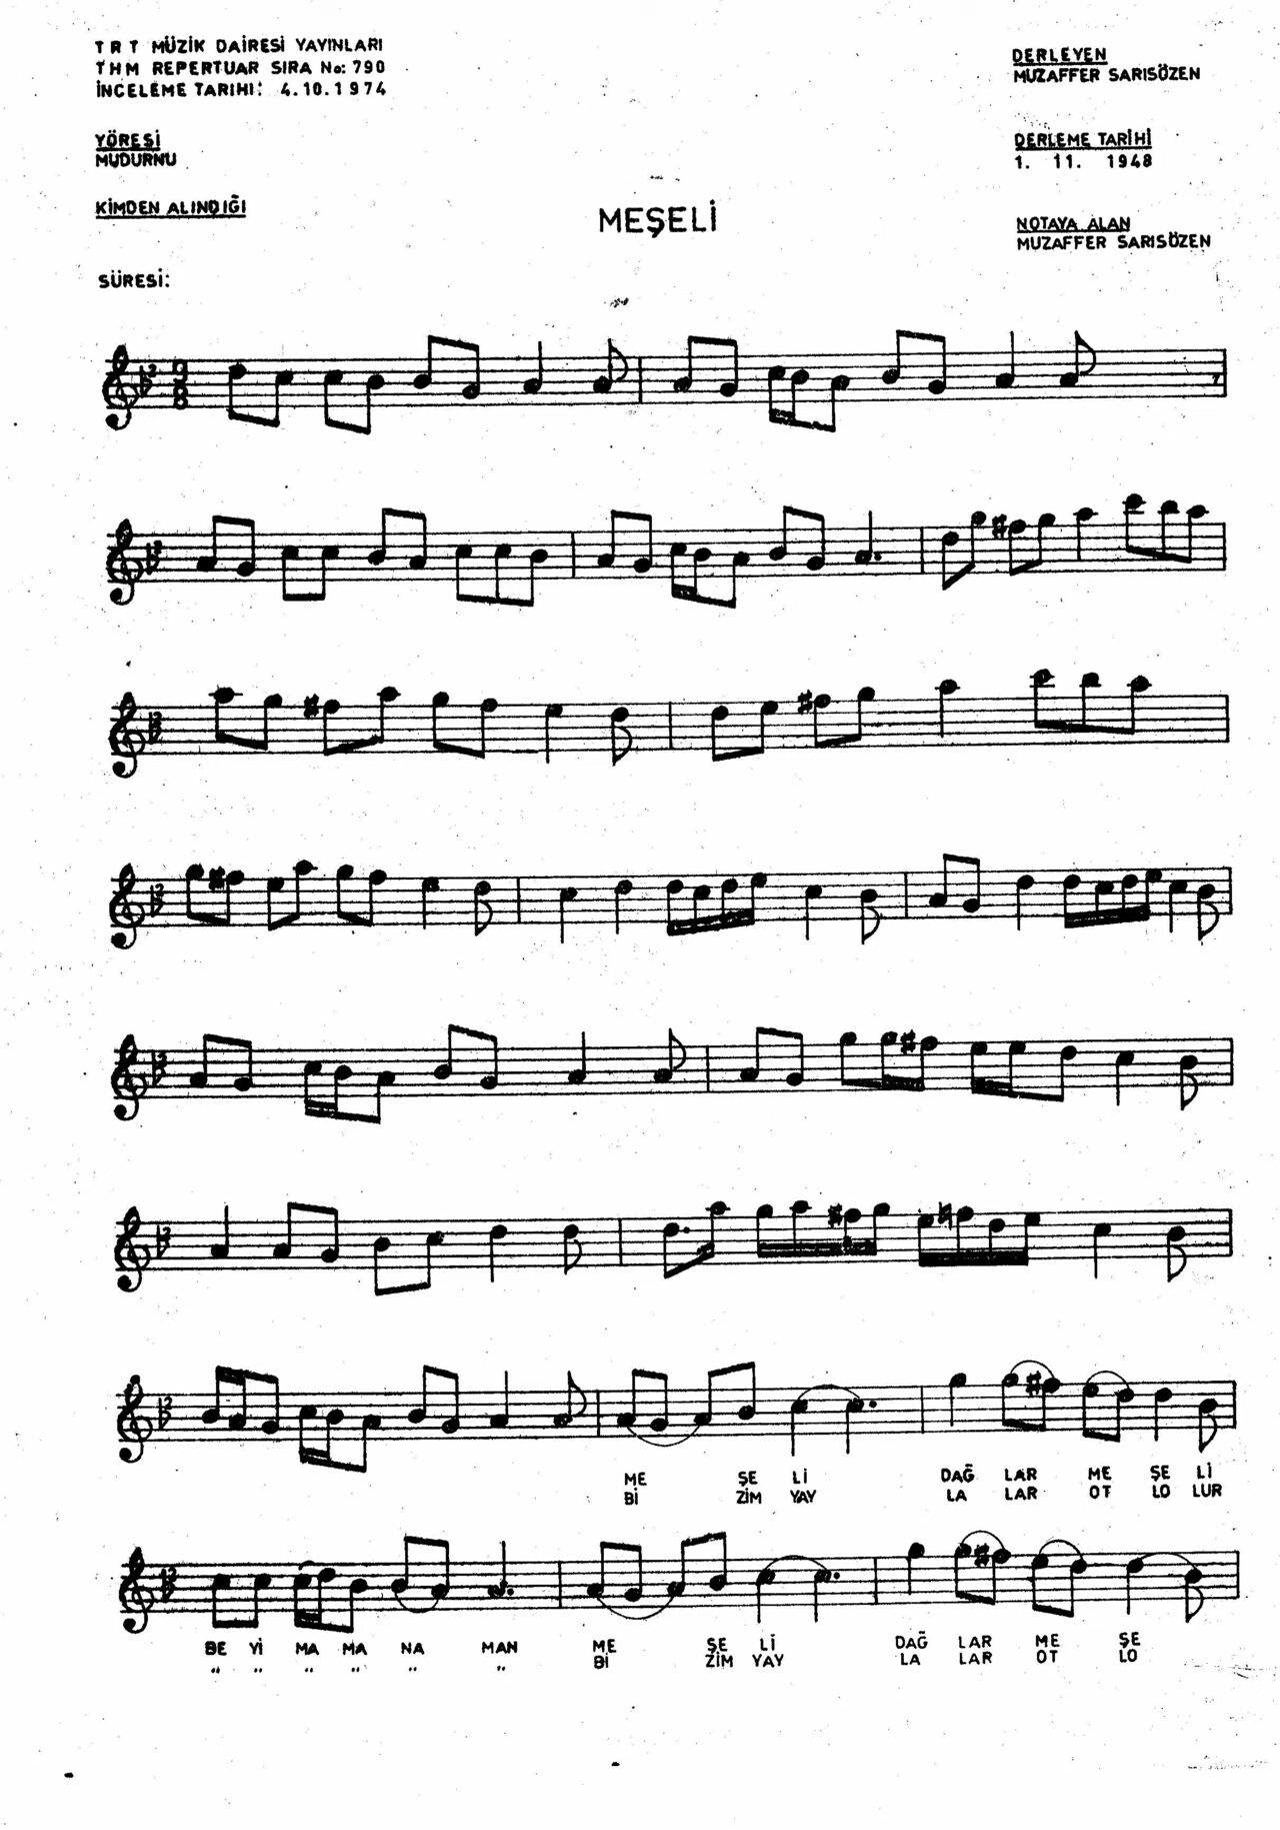 TRT MÜZİK DAİRESİ YAYINLARI
THM REPERTUAR SIRA No: 790
İNCELEME TARIHI: 4.10.1974
DERLEYEN
MUZAFFER SARISÖZEN
YÖRESİ
MUDURNU
DERLEME TARİHİ
1. 11. 1948
KİMDEN ALINDIĞI
MEŞELİ
NOTAYA ALAN
MUZAFFER SARISÖZEN
SÜRESİ:
ME ŞE Lİ DAĞ LAR ME ŞE Lİ
Bİ ZİM YAY LA LAR OT LO LUR
BE Yİ MA MA NA MAN ME ŞE Lİ DAĞ LAR ME ŞE
" " " " " " Bİ ZİM YAY LA LAR OT LO